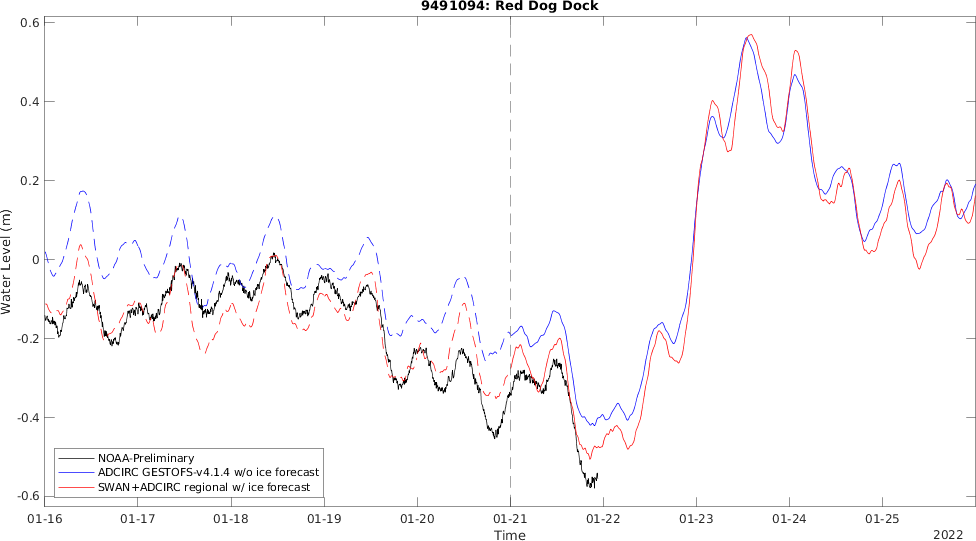 9491094: Red Dog Dock
0.6
0.4
0.2
0
-0.2
-0.4
-0.6
Water Level (m)
NOAA-Preliminary
ADCIRC GESTOFS-v4.1.4 w/o ice forecast
SWAN+ADCIRC regional w/ ice forecast
01-16 01-17 01-18 01-19 01-20 01-21 01-22 01-23 01-24 01-25
Time
2022